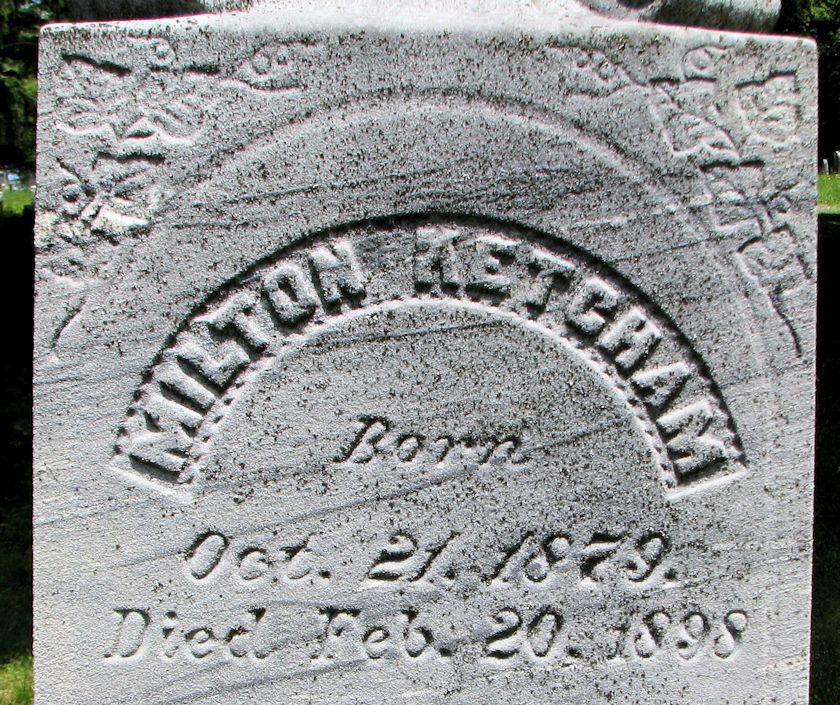 MILTON KETCHAM
Born
Oct. 21. 1879.
Died Feb. 20. 1898